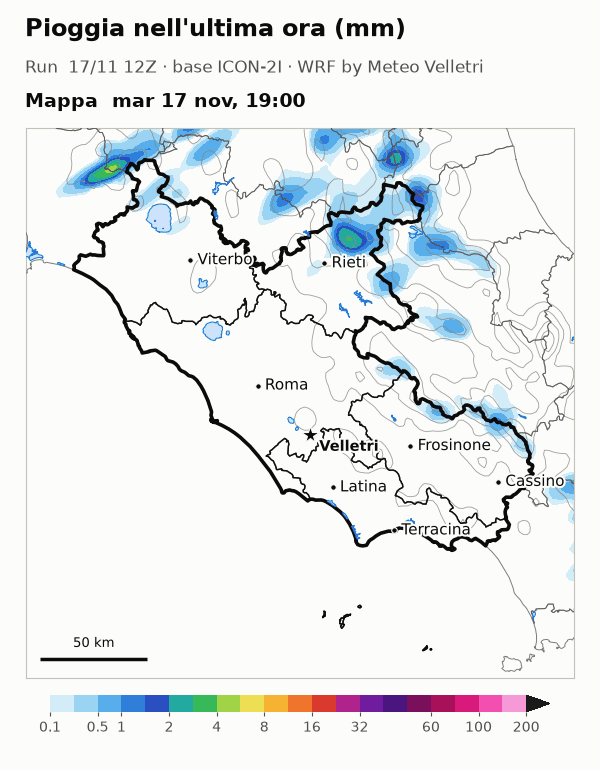 Pioggia nell'ultima ora (mm)
Run  17/11 12Z · base ICON-2I · WRF by Meteo Velletri
Mappa  mar 17 nov, 19:00
Viterbo
Rieti
Roma
Velletri
Frosinone
Latina
Cassino
Terracina
50 km
0.1 0.5 1 2 4 8 16 32 60 100 200